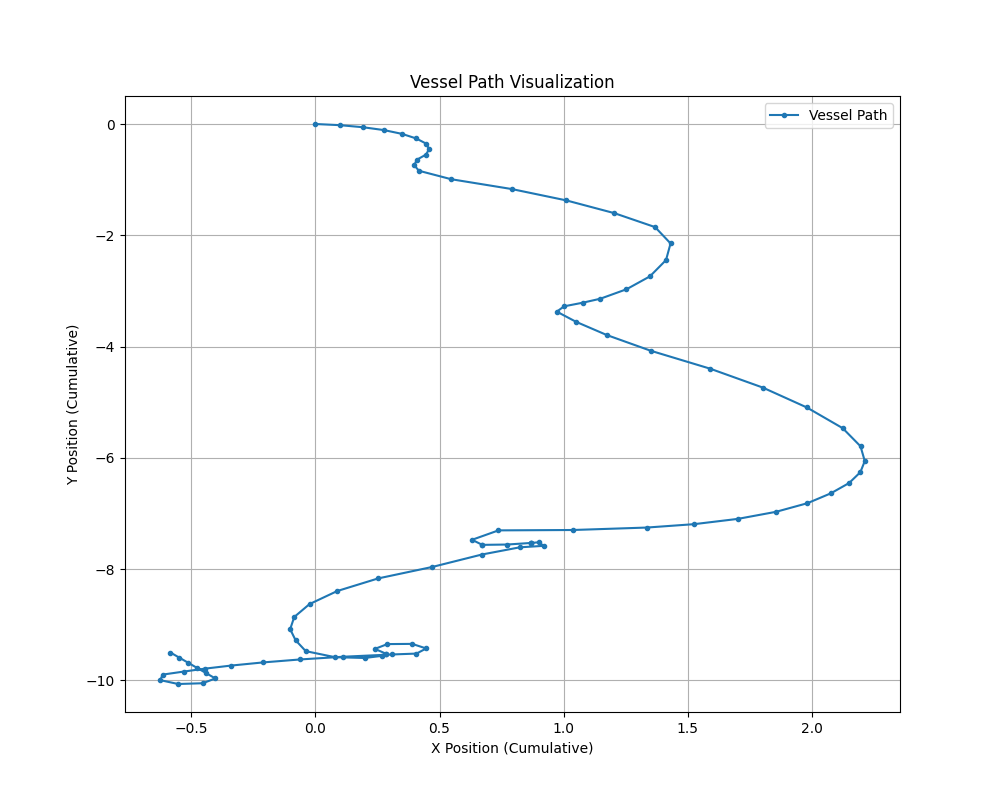 Vessel Path Visualization
Vessel Path
Y Position (Cumulative)
0
−2
−4
−6
−8
−10
−0.5 0.0 0.5 1.0 1.5 2.0
X Position (Cumulative)